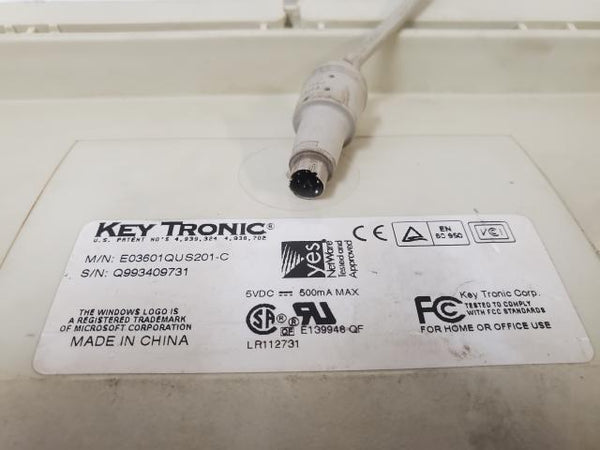 KEY TRONIC®
U.S. PATENT NO'S 4,939,324 4,936,702
M/N: E03601QUS201-C
S/N: Q993409731
THE WINDOWS LOGO IS
A REGISTERED TRADEMARK
OF MICROSOFT CORPORATION
MADE IN CHINA
yes.
NetWare
Tested and
Approved
CE
EN
60 950
5VDC 500mA MAX
E139946 QF
LR112731
FC
Key Tronic Corp.
TESTED TO COMPLY
WITH FCC STANDARDS
FOR HOME OR OFFICE USE